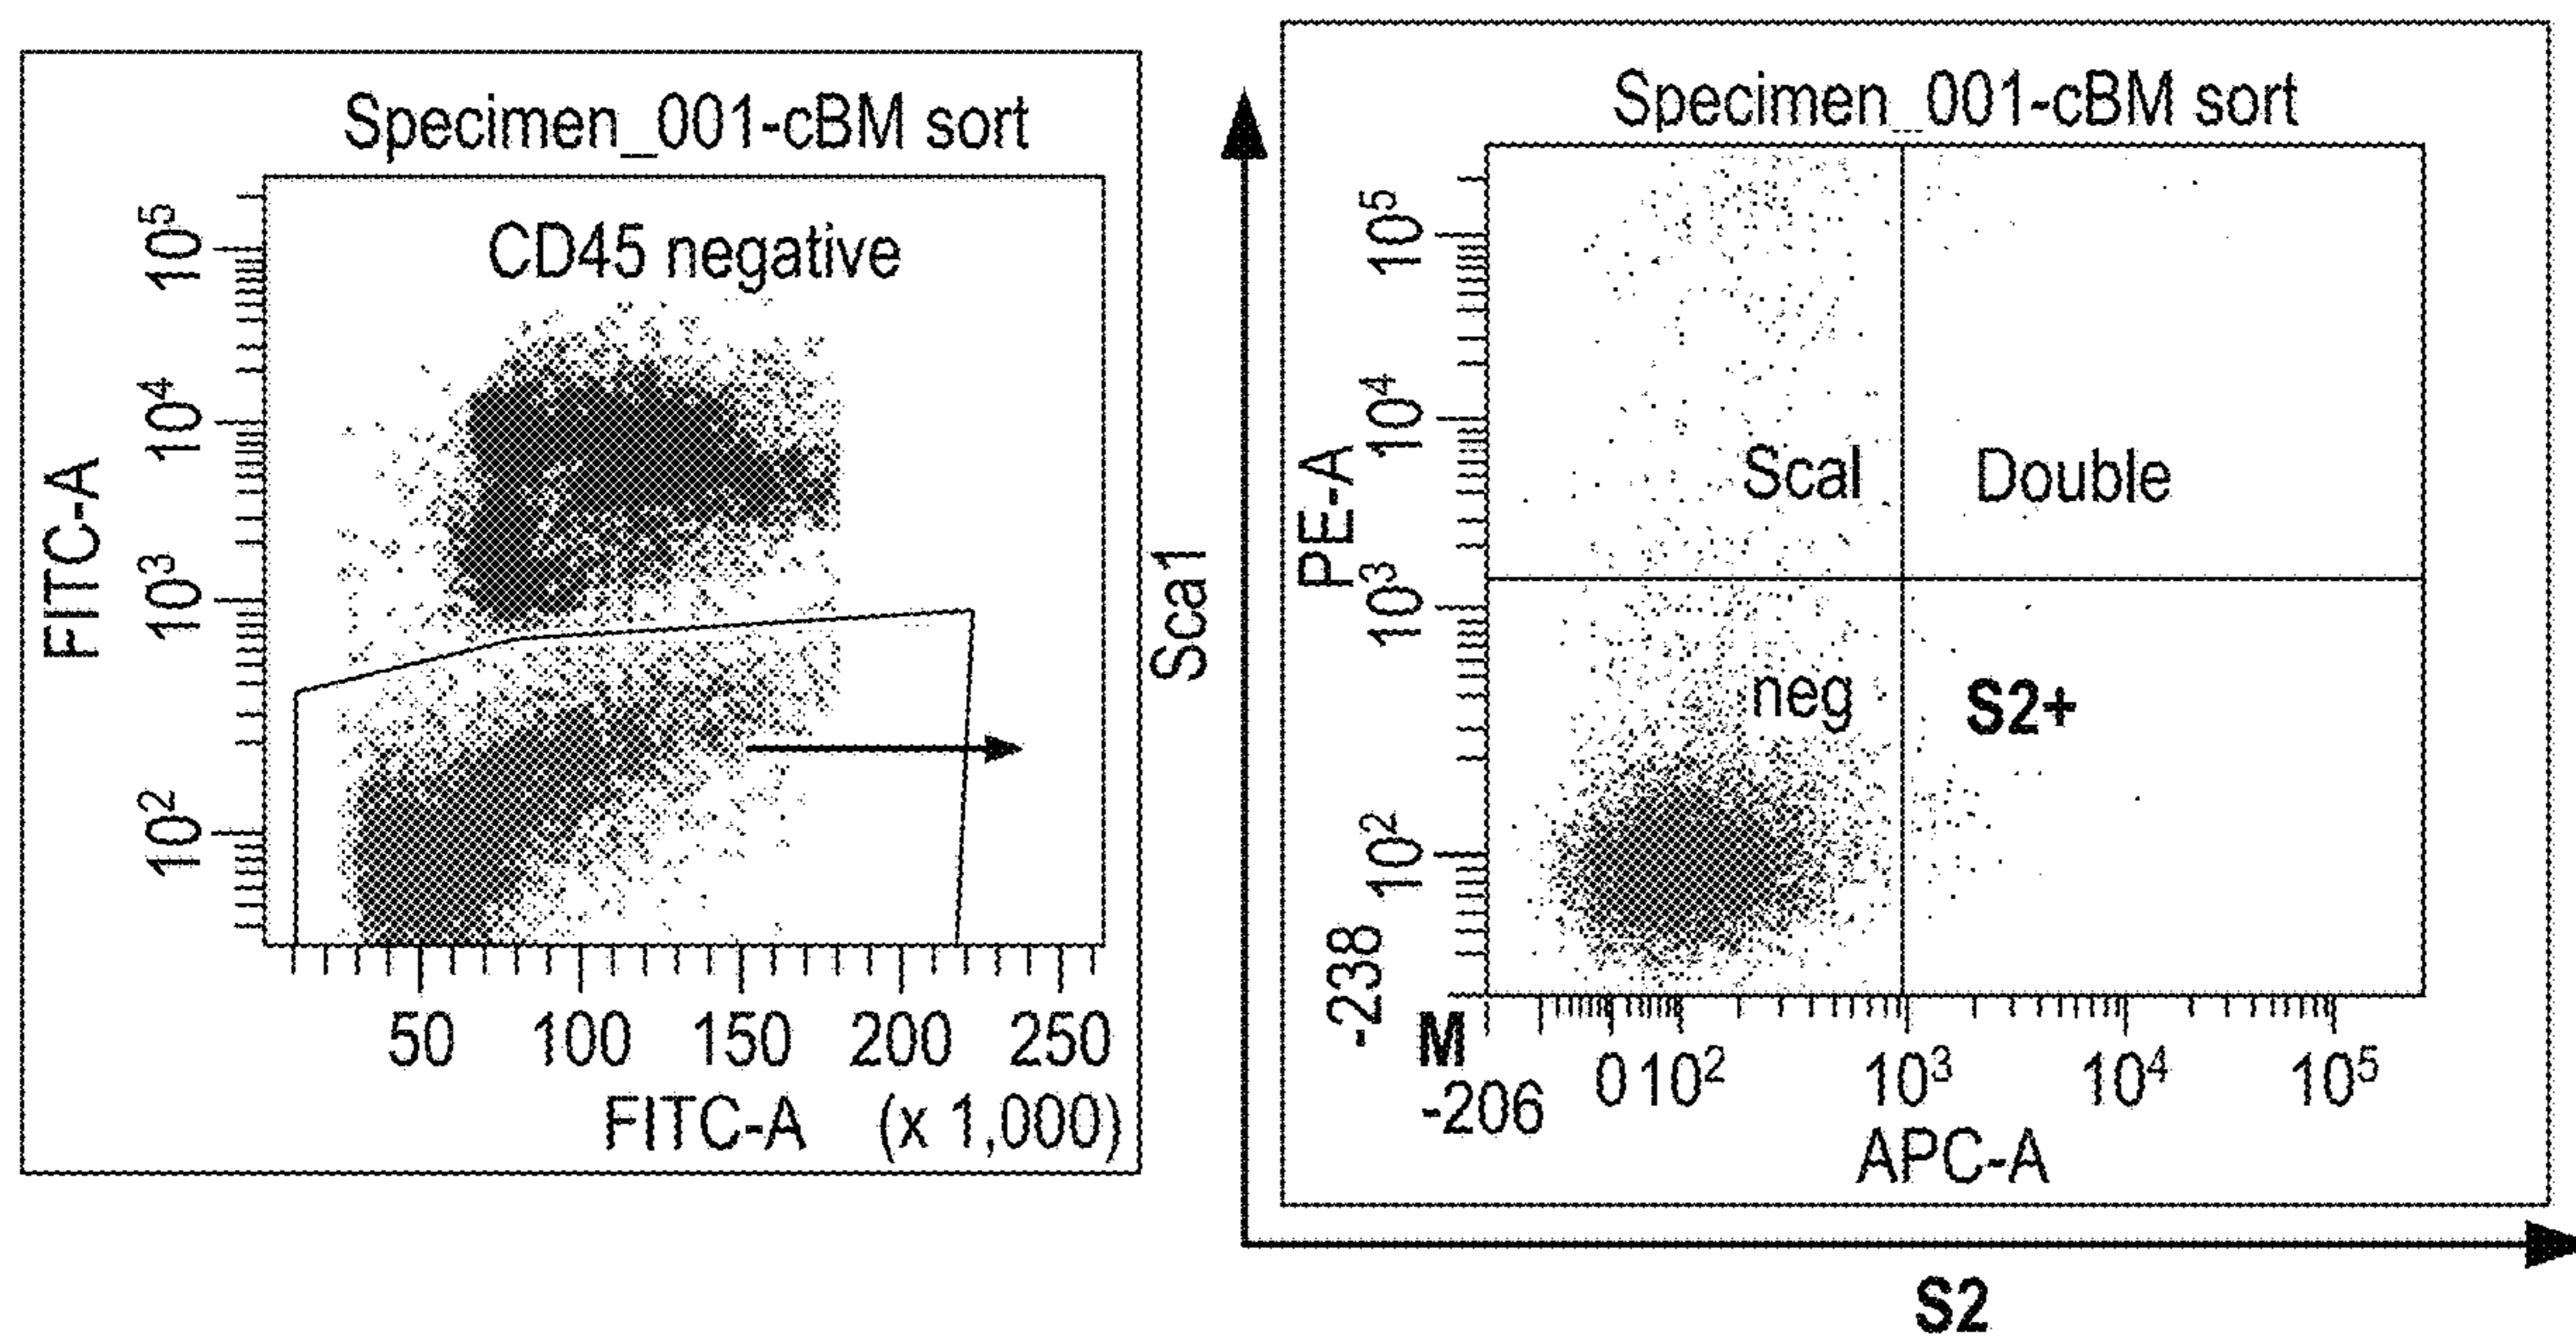 Specimen_001-cBM sort
CD45 negative
FITC-A
10^5
10^4
10^3
10^2
50 100 150 200 250
FITC-A (x 1,000)
Sca1
Specimen_001-cBM sort
PE-A
10^5
10^4
10^3
10^2
-238
Scal Double
neg S2+
M
-206 0 10^2 10^3 10^4 10^5
APC-A
S2